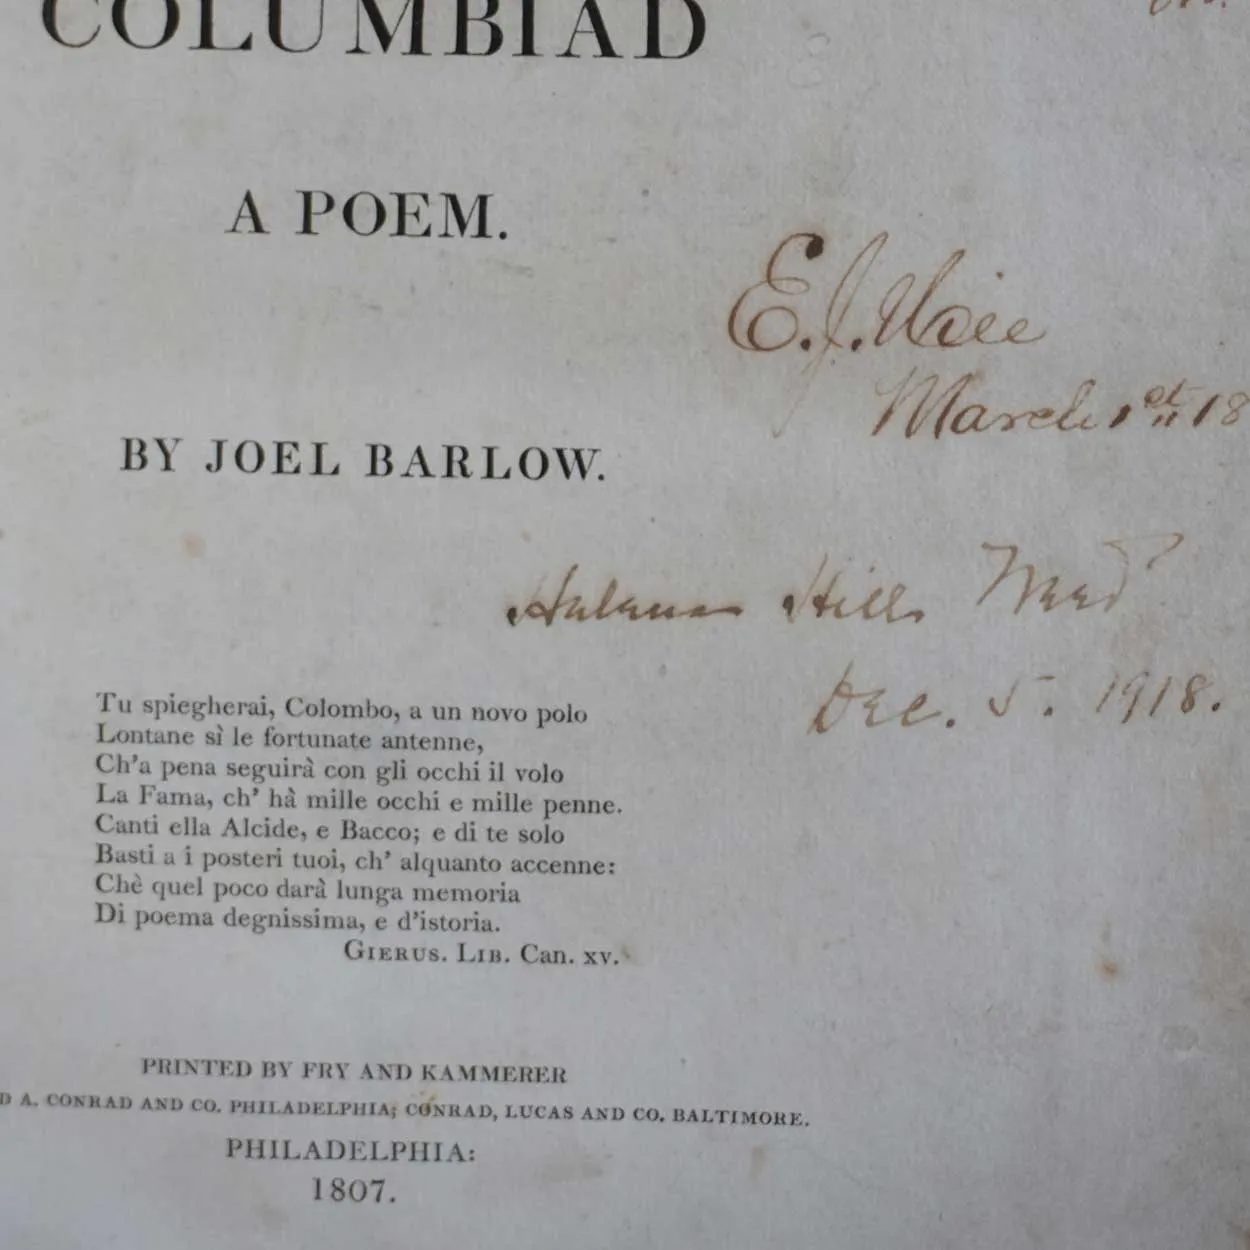 COLUMBIAD
A POEM.
E. J.
March 1st 18
BY JOEL BARLOW.
Hills
Dec. 5. 1918.
Tu spiegherai, Colombo, a un novo polo
Lontane sì le fortunate antenne,
Ch'a pena seguirà con gli occhi il volo
La Fama, ch' hà mille occhi e mille penne.
Canti ella Alcide, e Bacco; e di te solo
Basti a i posteri tuoi, ch' alquanto accenne:
Chè quel poco darà lunga memoria
Di poema degnissima, e d'istoria.
GIERUS. LIB. Can. XV.
PRINTED BY FRY AND KAMMERER
D A. CONRAD AND CO. PHILADELPHIA; CONRAD, LUCAS AND CO. BALTIMORE.
PHILADELPHIA:
1807.